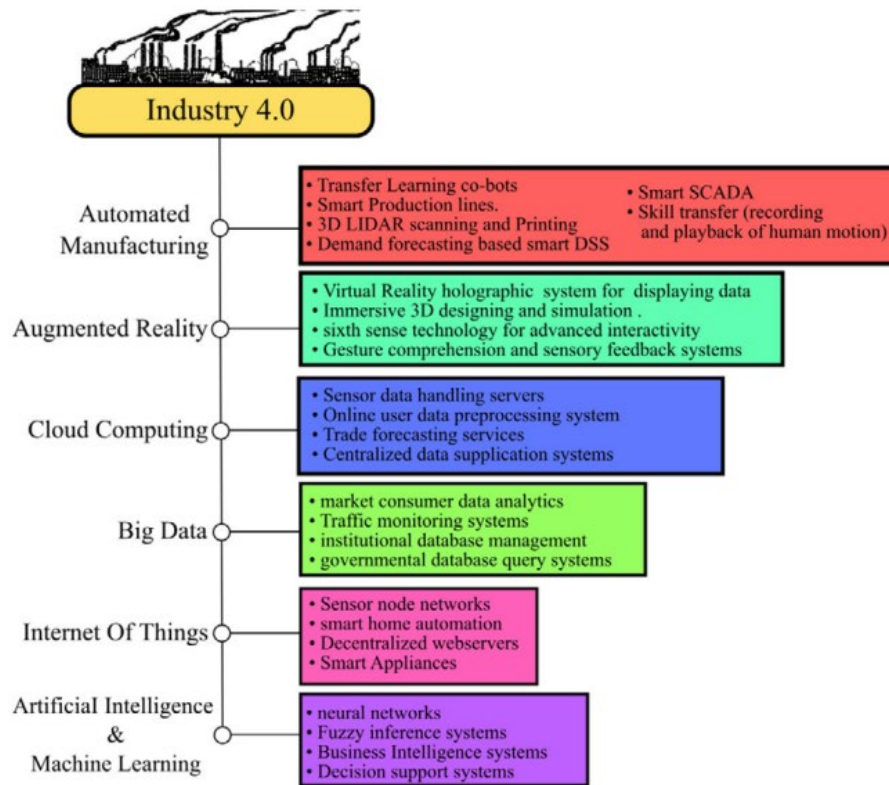 Industry 4.0
Automated
Manufacturing
• Transfer Learning co-bots
• Smart Production lines.
• 3D LIDAR scanning and Printing
• Demand forecasting based smart DSS
• Smart SCADA
• Skill transfer (recording
and playback of human motion)
Augmented Reality
• Virtual Reality holographic system for displaying data
• Immersive 3D designing and simulation .
• sixth sense technology for advanced interactivity
• Gesture comprehension and sensory feedback systems
Cloud Computing
• Sensor data handling servers
• Online user data preprocessing system
• Trade forecasting services
• Centralized data supplication systems
Big Data
• market consumer data analytics
• Traffic monitoring systems
• institutional database management
• governmental database query systems
Internet Of Things
• Sensor node networks
• smart home automation
• Decentralized webservers
• Smart Appliances
Artificial Intelligence
&
Machine Learning
• neural networks
• Fuzzy inference systems
• Business Intelligence systems
• Decision support systems